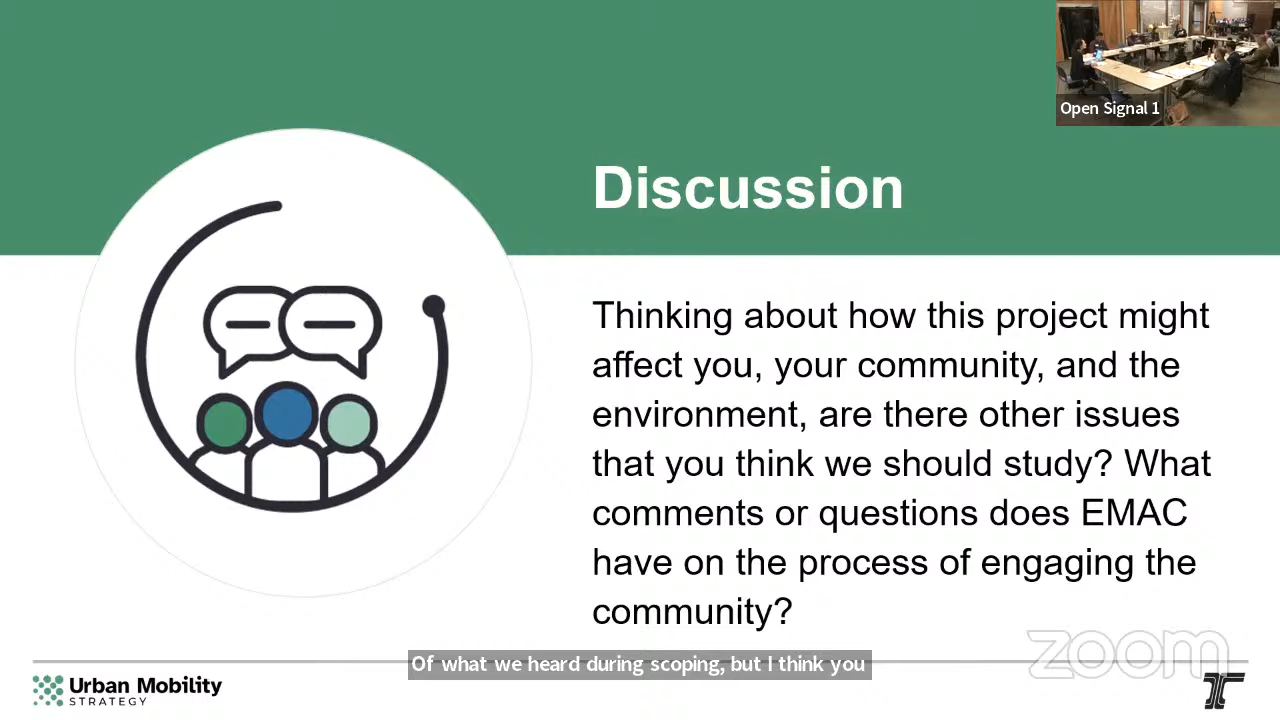 Open Signal 1
Discussion
Thinking about how this project might
affect you, your community, and the
environment, are there other issues
that you think we should study? What
comments or questions does EMAC
have on the process of engaging the
community?
zoom
Of what we heard during scoping, but I think you
Urban Mobility
STRATEGY